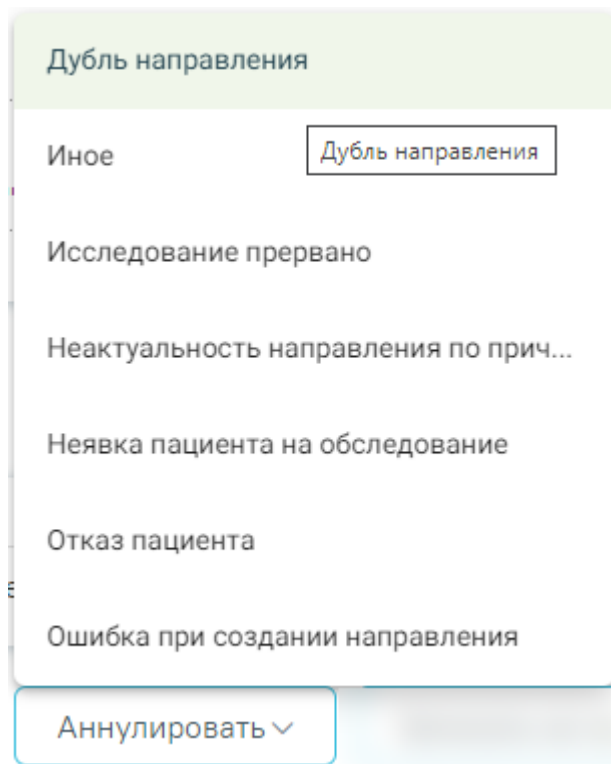 Дубль направления
Иное
Дубль направления
Исследование прервано
Неактуальность направления по прич...
Неявка пациента на обследование
Отказ пациента
Ошибка при создании направления
Аннулировать